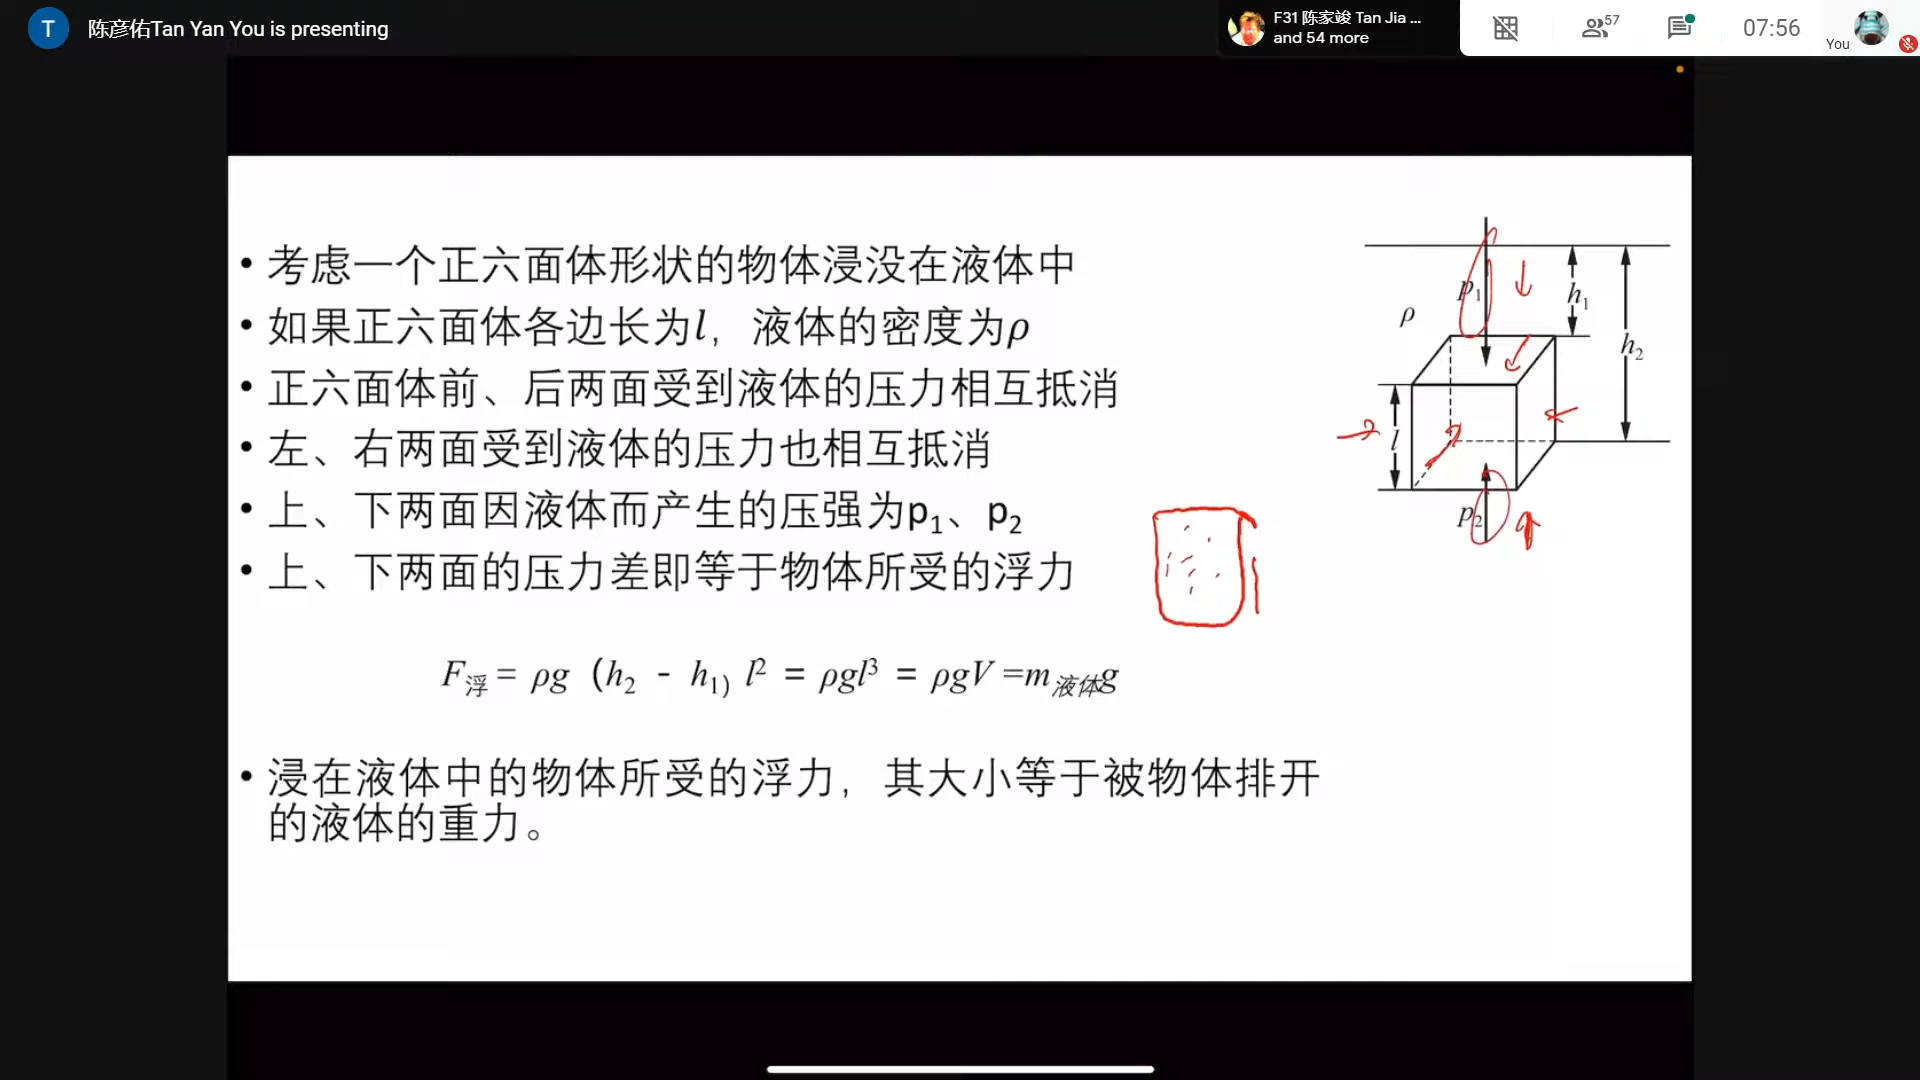 陈彦佑Tan Yan You is presenting
F31 陈家竣 Tan Jia ...
and 54 more
57
07:56
You
T
• 考虑一个正六面体形状的物体浸没在液体中
• 如果正六面体各边长为l，液体的密度为ρ
• 正六面体前、后两面受到液体的压力相互抵消
• 左、右两面受到液体的压力也相互抵消
• 上、下两面因液体而产生的压强为p₁、p₂
• 上、下两面的压力差即等于物体所受的浮力
F浮 = ρg（h₂ - h₁）l² = ρgl³ = ρgV =m液体g
• 浸在液体中的物体所受的浮力，其大小等于被物体排开
的液体的重力。
p₁
h₁
ρ
h₂
l
p₂